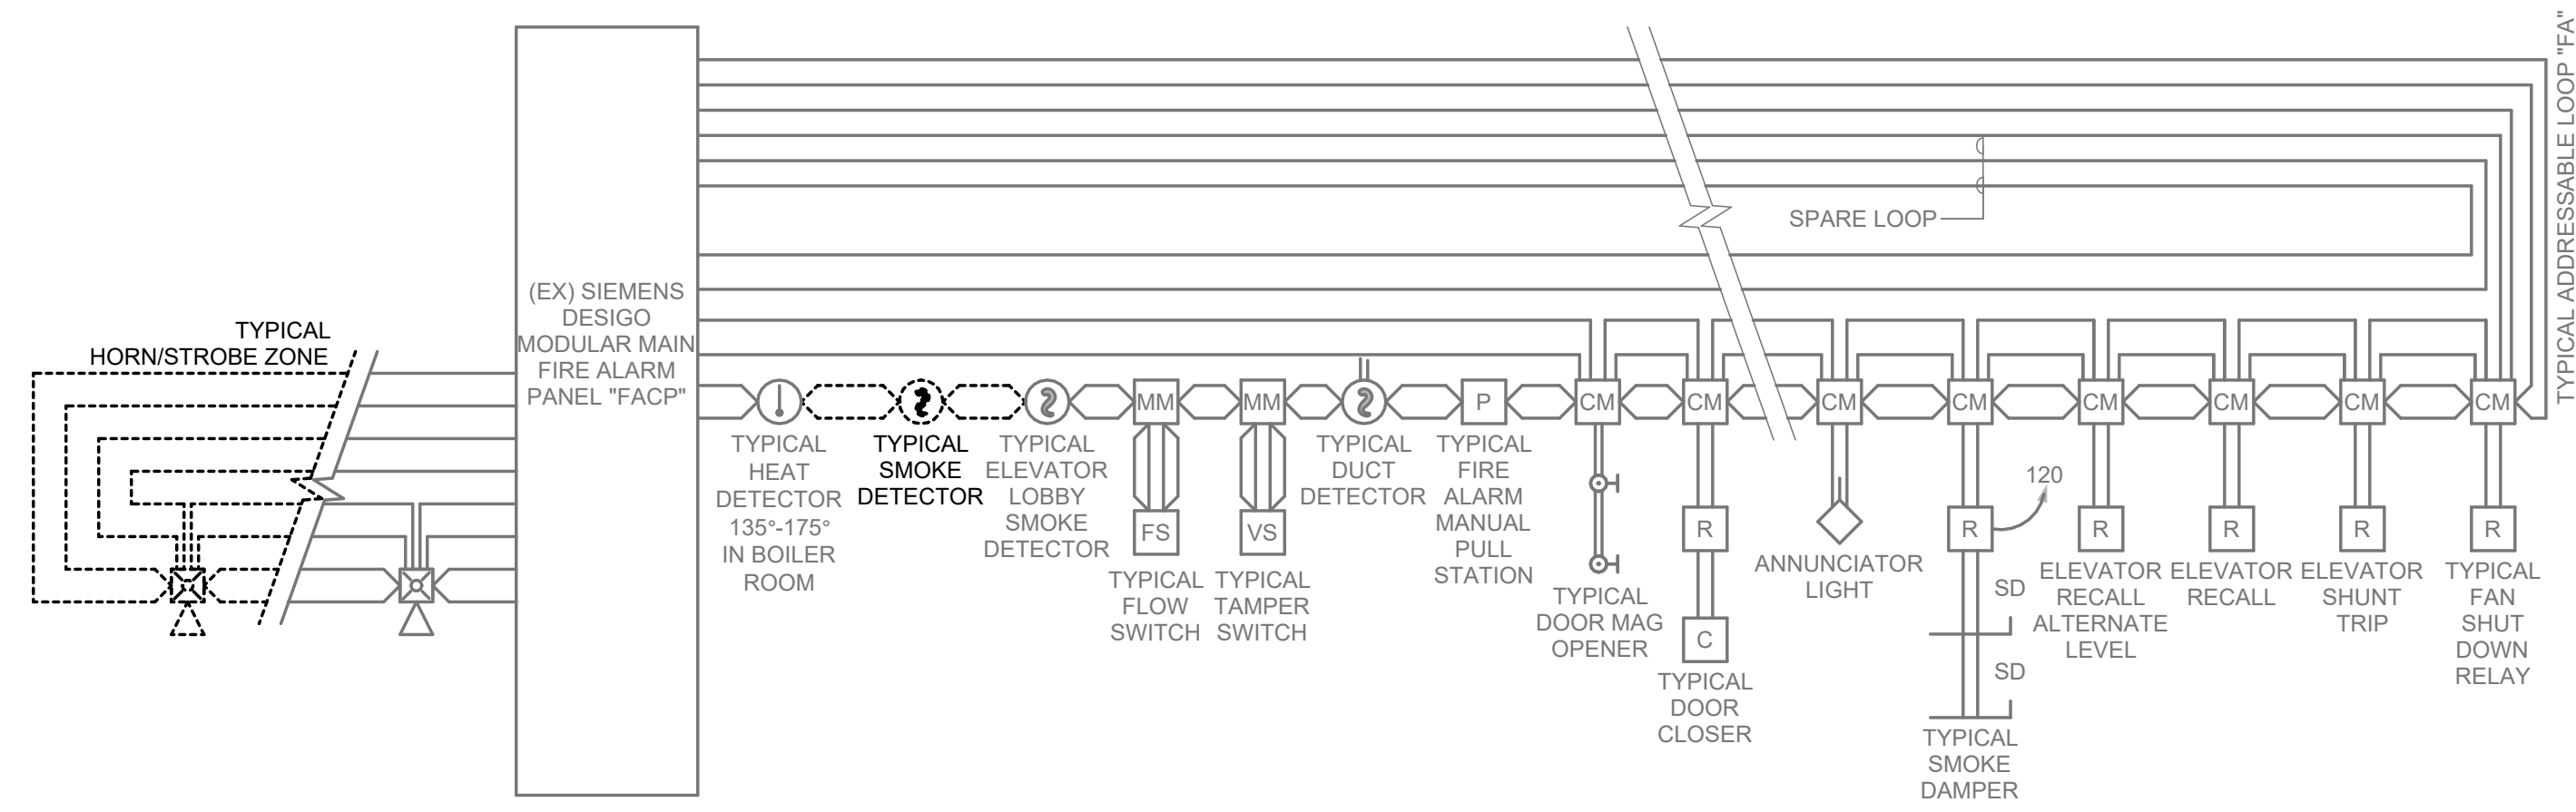 TYPICAL
HORN/STROBE ZONE
(EX) SIEMENS
DESIGO
MODULAR MAIN
FIRE ALARM
PANEL "FACP"
SPARE LOOP
TYPICAL ADDRESSABLE LOOP "FA"
MM
MM
P
CM
CM
CM
CM
CM
CM
CM
CM
TYPICAL
HEAT
DETECTOR
135°-175°
IN BOILER
ROOM
TYPICAL
SMOKE
DETECTOR
TYPICAL
ELEVATOR
LOBBY
SMOKE
DETECTOR
FS
TYPICAL
FLOW
SWITCH
VS
TYPICAL
TAMPER
SWITCH
TYPICAL
DUCT
DETECTOR
TYPICAL
FIRE
ALARM
MANUAL
PULL
STATION
TYPICAL
DOOR MAG
OPENER
R
C
TYPICAL
DOOR
CLOSER
ANNUNCIATOR
LIGHT
R
120
SD
SD
TYPICAL
SMOKE
DAMPER
R
ELEVATOR
RECALL
ALTERNATE
LEVEL
R
ELEVATOR
RECALL
R
ELEVATOR
SHUNT
TRIP
R
TYPICAL
FAN
SHUT
DOWN
RELAY